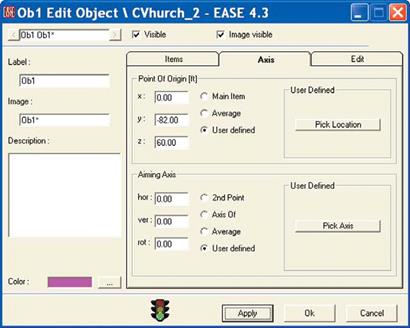 EASE Ob1 Edit Object \ CVhurch_2 - EASE 4.3
< Ob1 Ob1* > Visible Image visible
Label :
Ob1
Image :
Ob1*
Description :
Color : ...
Items Axis Edit
Point Of Origin [ft]
x : 0.00 Main Item
y : -82.00 Average
z : 60.00 User defined
User Defined
Pick Location
Aiming Axis
hor : 0.00 2nd Point
ver : 0.00 Axis Of
rot : 0.00 Average
User defined
User Defined
Pick Axis
Apply Ok Cancel